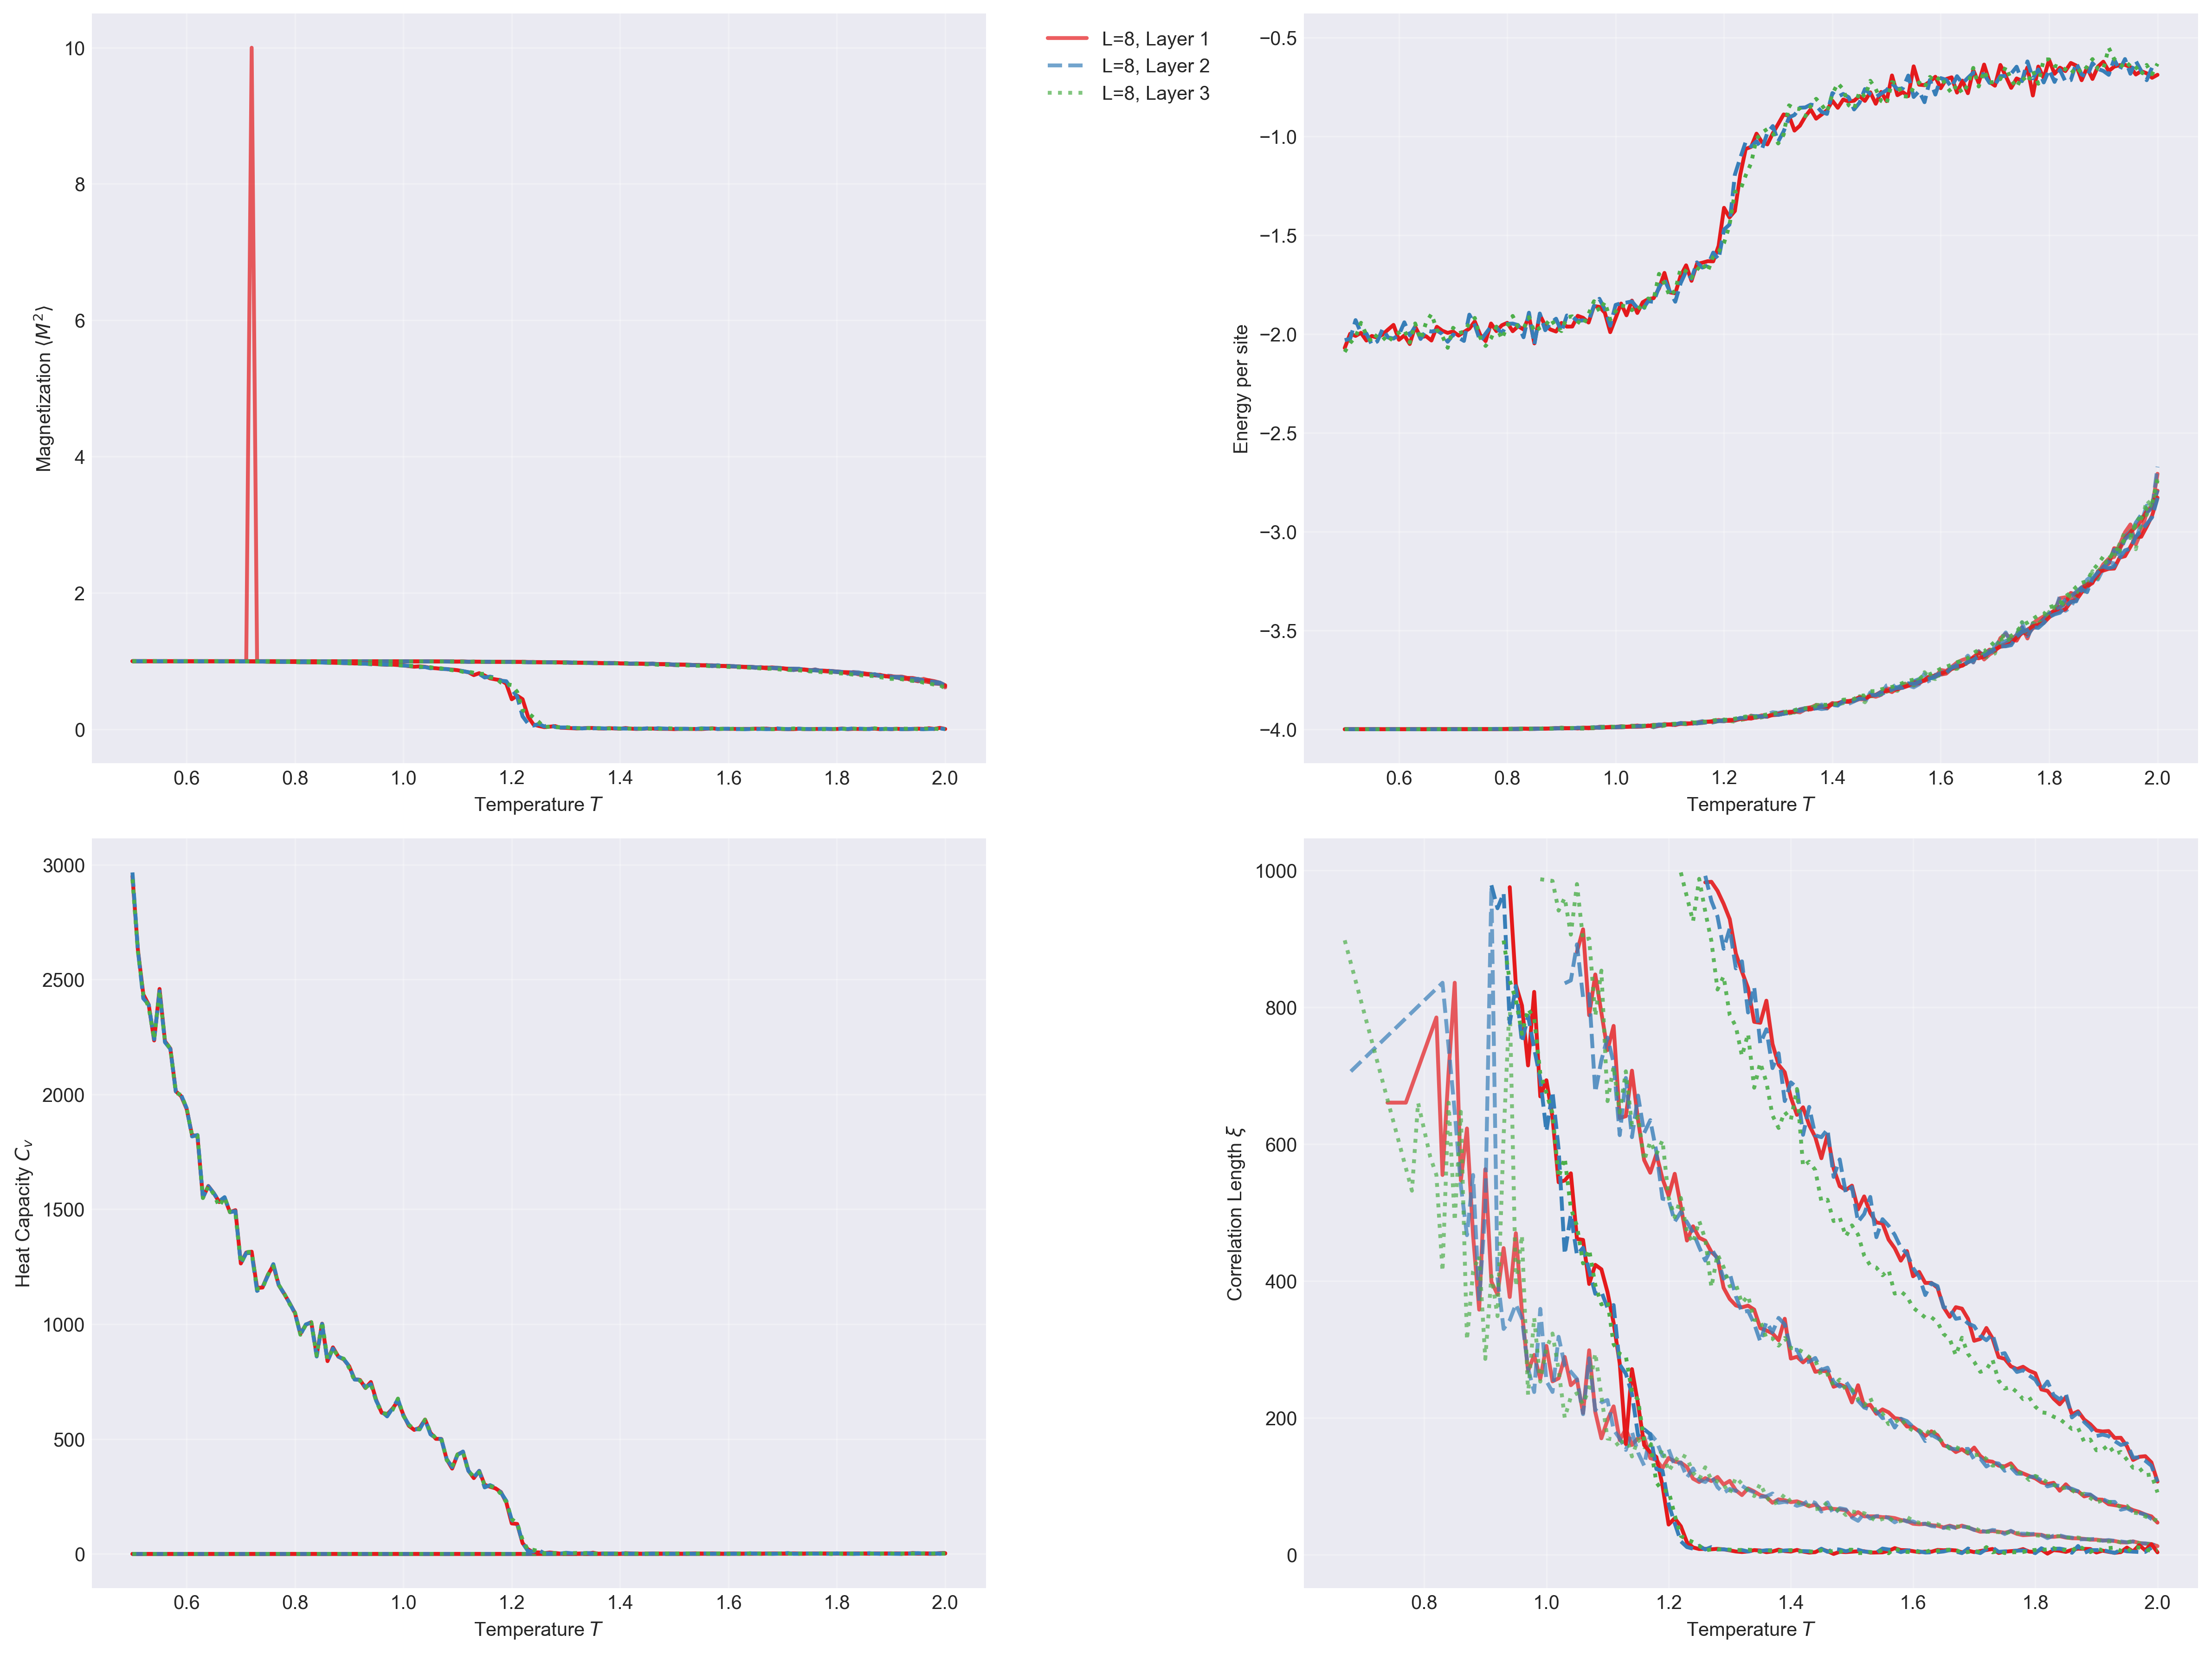 Magnetization ⟨M²⟩
10
8
6
4
2
0
0.6 0.8 1.0 1.2 1.4 1.6 1.8 2.0
Temperature T
L=8, Layer 1
L=8, Layer 2
L=8, Layer 3
Energy per site
−0.5
−1.0
−1.5
−2.0
−2.5
−3.0
−3.5
−4.0
0.6 0.8 1.0 1.2 1.4 1.6 1.8 2.0
Temperature T
Heat Capacity Cᵥ
3000
2500
2000
1500
1000
500
0
0.6 0.8 1.0 1.2 1.4 1.6 1.8 2.0
Temperature T
Correlation Length ξ
1000
800
600
400
200
0
0.8 1.0 1.2 1.4 1.6 1.8 2.0
Temperature T